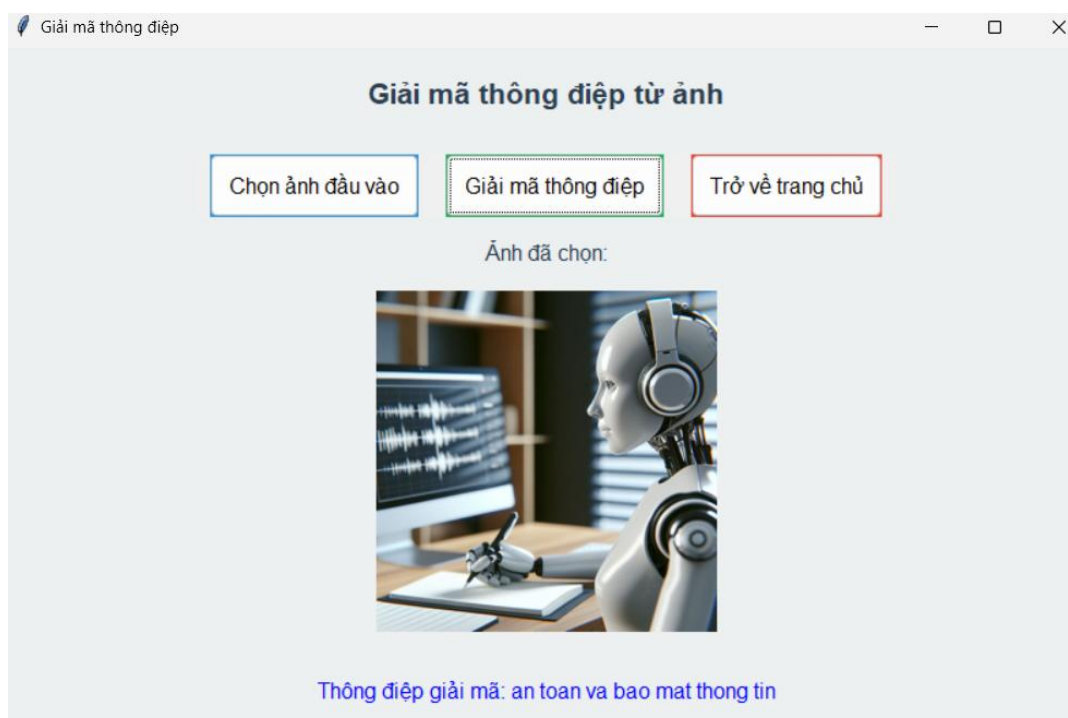 Giải mã thông điệp
Giải mã thông điệp từ ảnh
Chọn ảnh đầu vào
Giải mã thông điệp
Trở về trang chủ
Ảnh đã chọn:
Thông điệp giải mã: an toan va bao mat thong tin